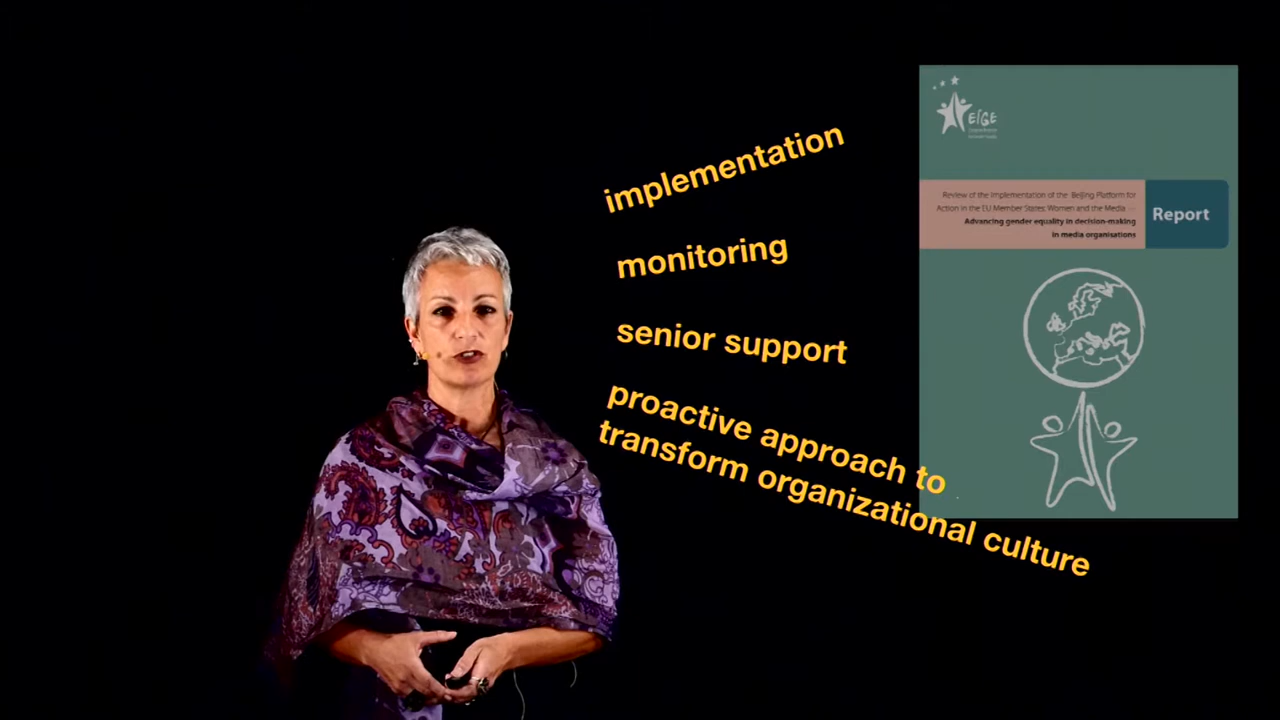 implementation
monitoring
senior support
proactive approach to
transform organizational culture
EIGE
Review of the Implementation of the Beijing Platform for
Action in the EU Member States: Women and the Media —
Advancing gender equality in decision-making
in media organisations
Report